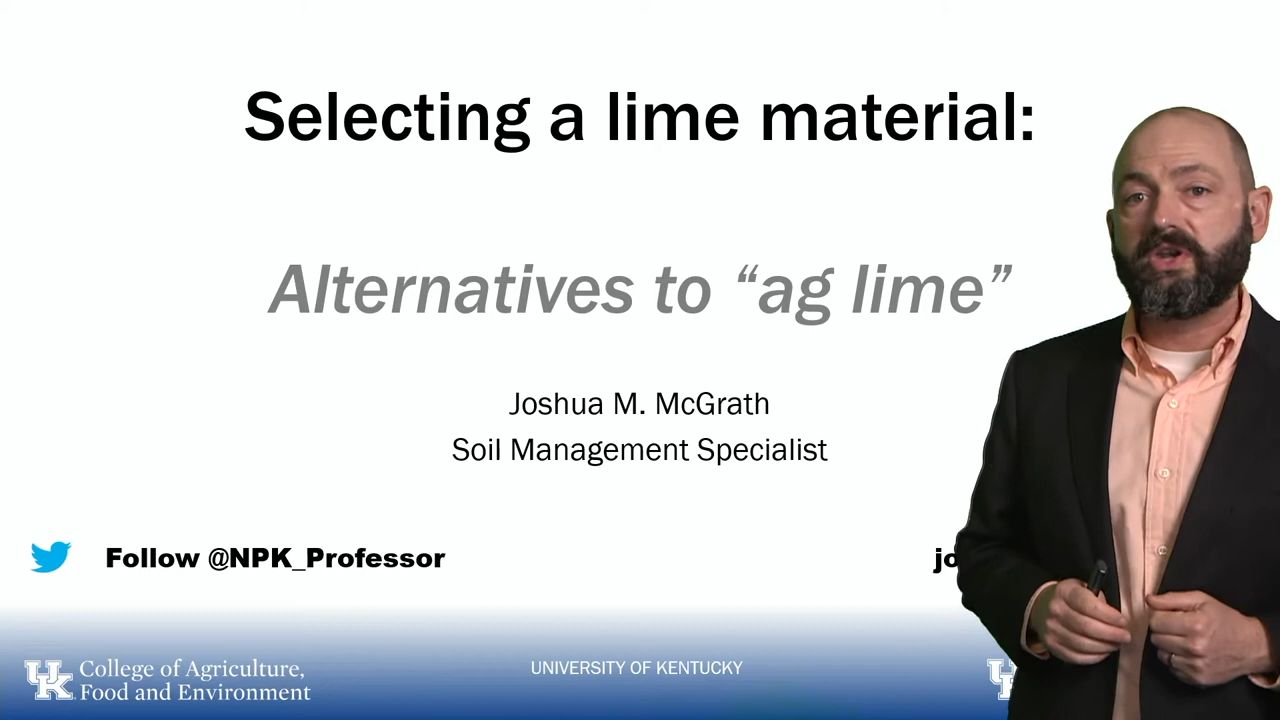 Selecting a lime material:
Alternatives to “ag lime”
Joshua M. McGrath
Soil Management Specialist
Follow @NPK_Professor
UK College of Agriculture,
Food and Environment
UNIVERSITY OF KENTUCKY